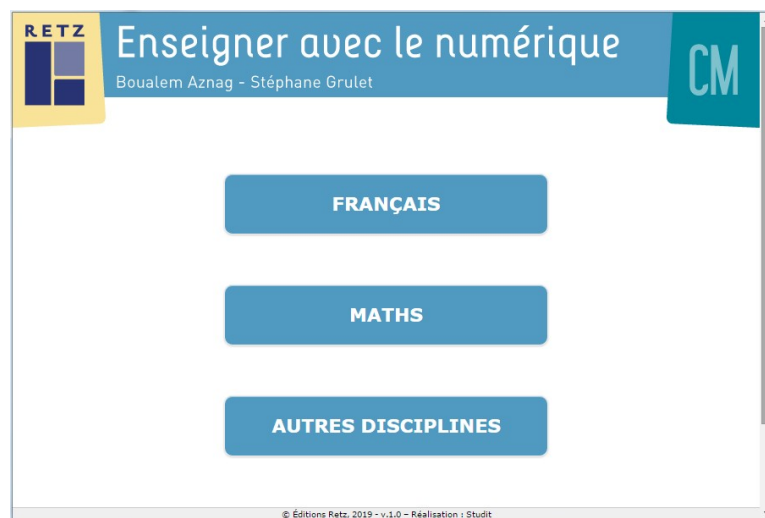 RETZ
Enseigner avec le numérique
Boualem Aznag - Stéphane Grulet
CM
FRANÇAIS
MATHS
AUTRES DISCIPLINES
© Éditions Retz, 2019 - v.1.0 – Réalisation : Studit